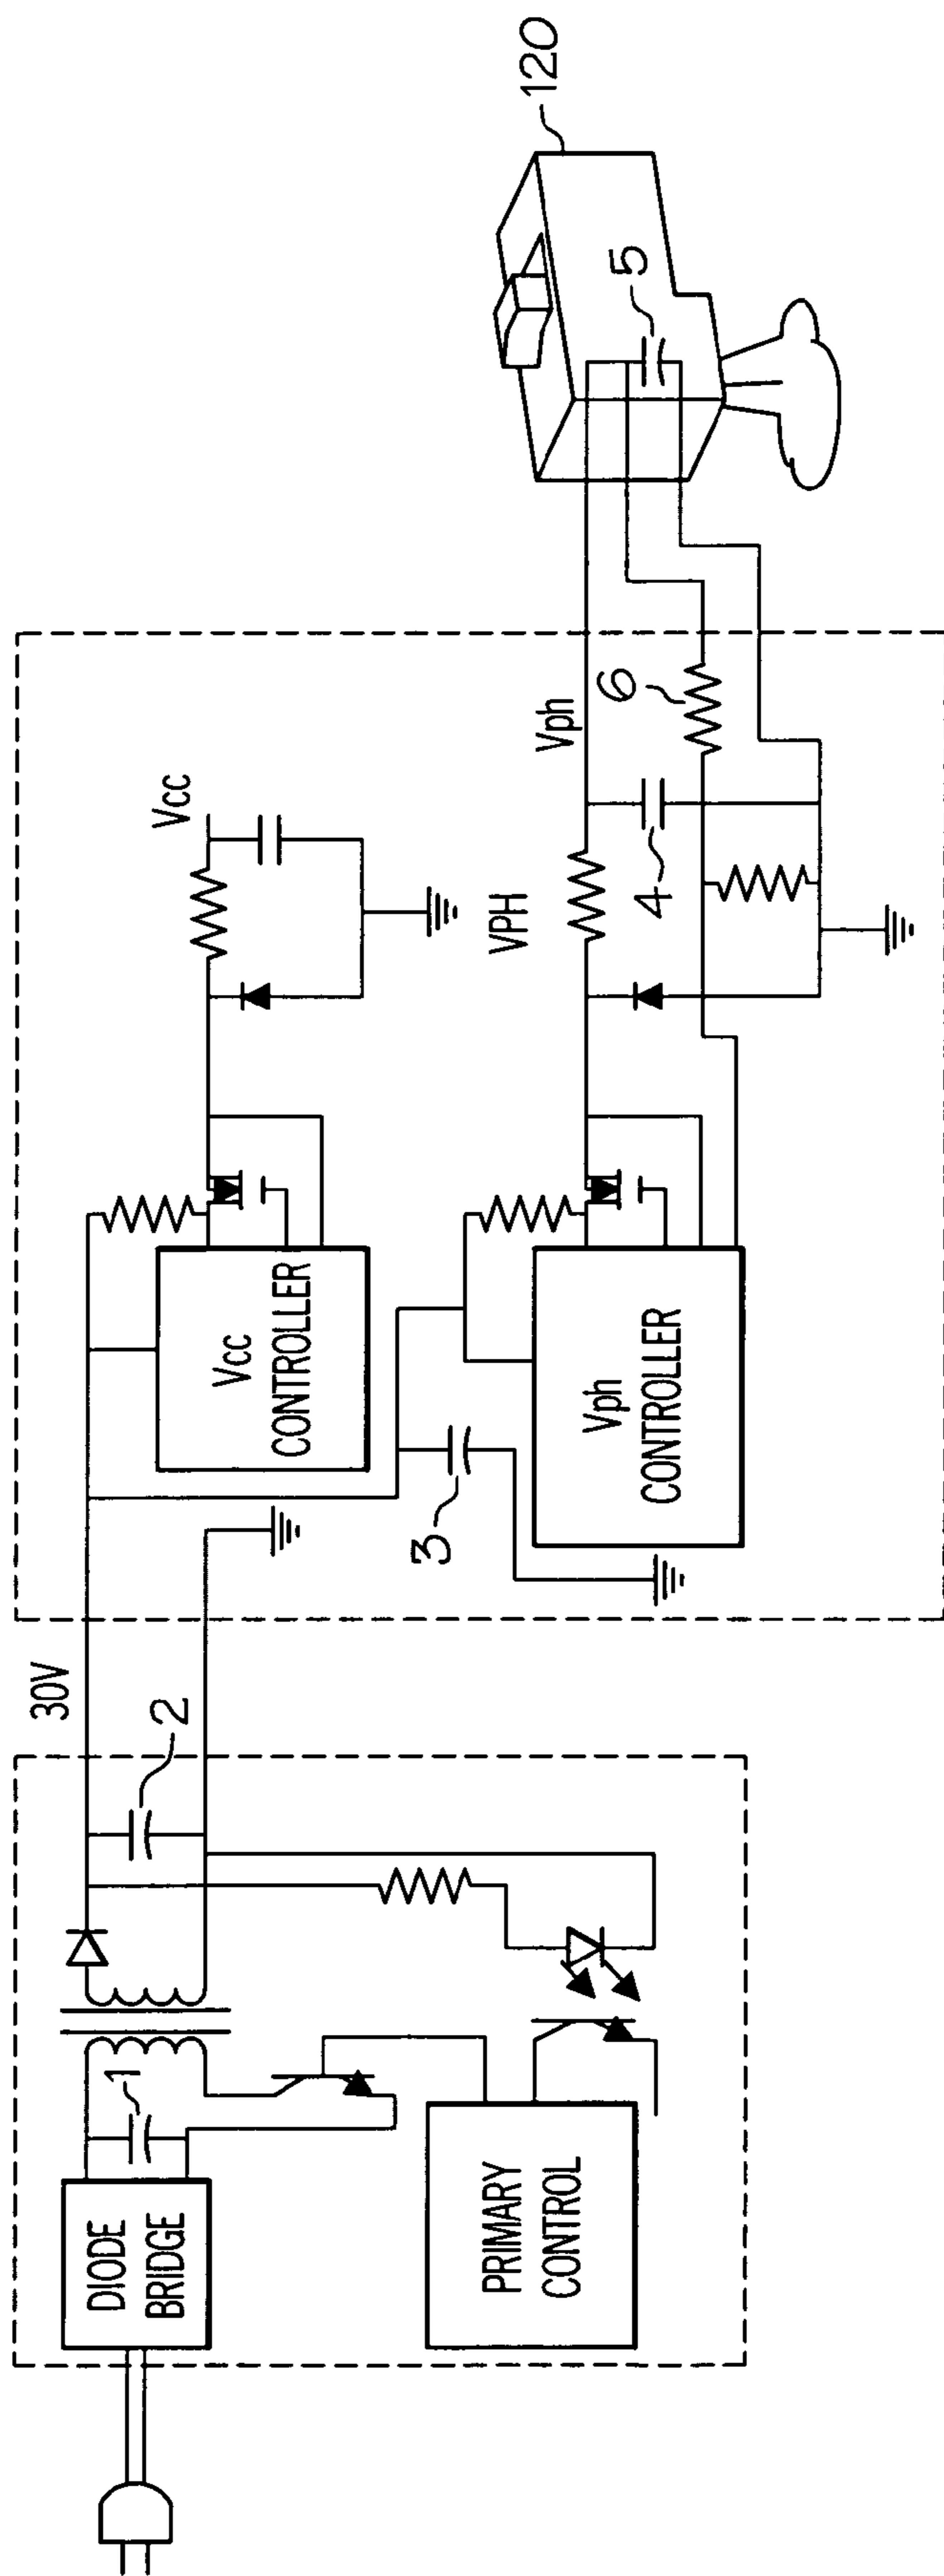 DIODE
BRIDGE
1
PRIMARY
CONTROL
2
30V
3
Vcc
CONTROLLER
Vph
CONTROLLER
Vcc
VPH
4
Vph
6
5
120